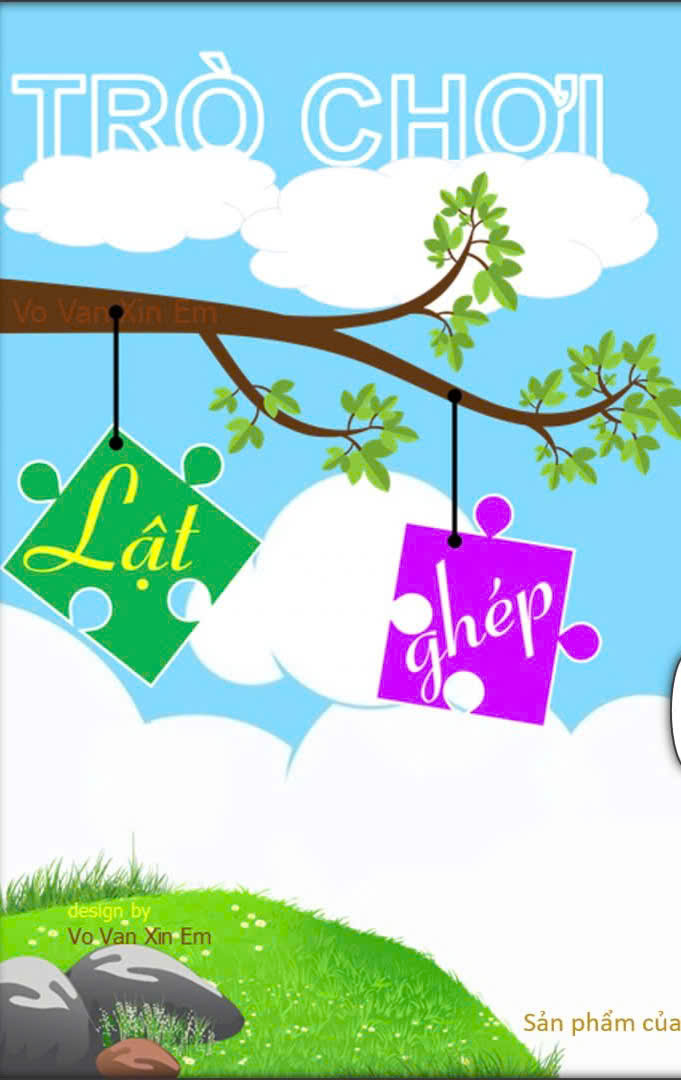 TRÒ CHƠI
Vo Van Xin Em
Lật
ghép
design by
Vo Van Xin Em
Sản phẩm của